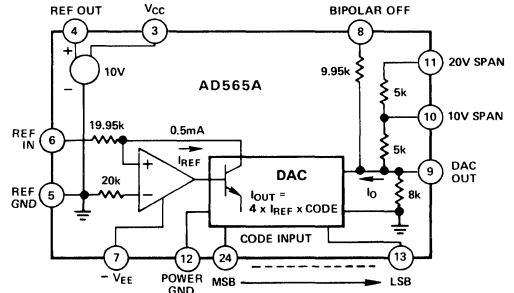 REF OUT
VCC
BIPOLAR OFF
4
3
8
+
−
10V
AD565A
9.95k
11
20V SPAN
5k
10
10V SPAN
5k
REF
IN
6
19.95k
0.5mA
IREF
+
−
DAC
IOUT =
4 x IREF x CODE
9
DAC
OUT
IO
8k
REF
GND
5
20k
CODE INPUT
7
12
24
13
− VEE
POWER
GND
MSB
LSB